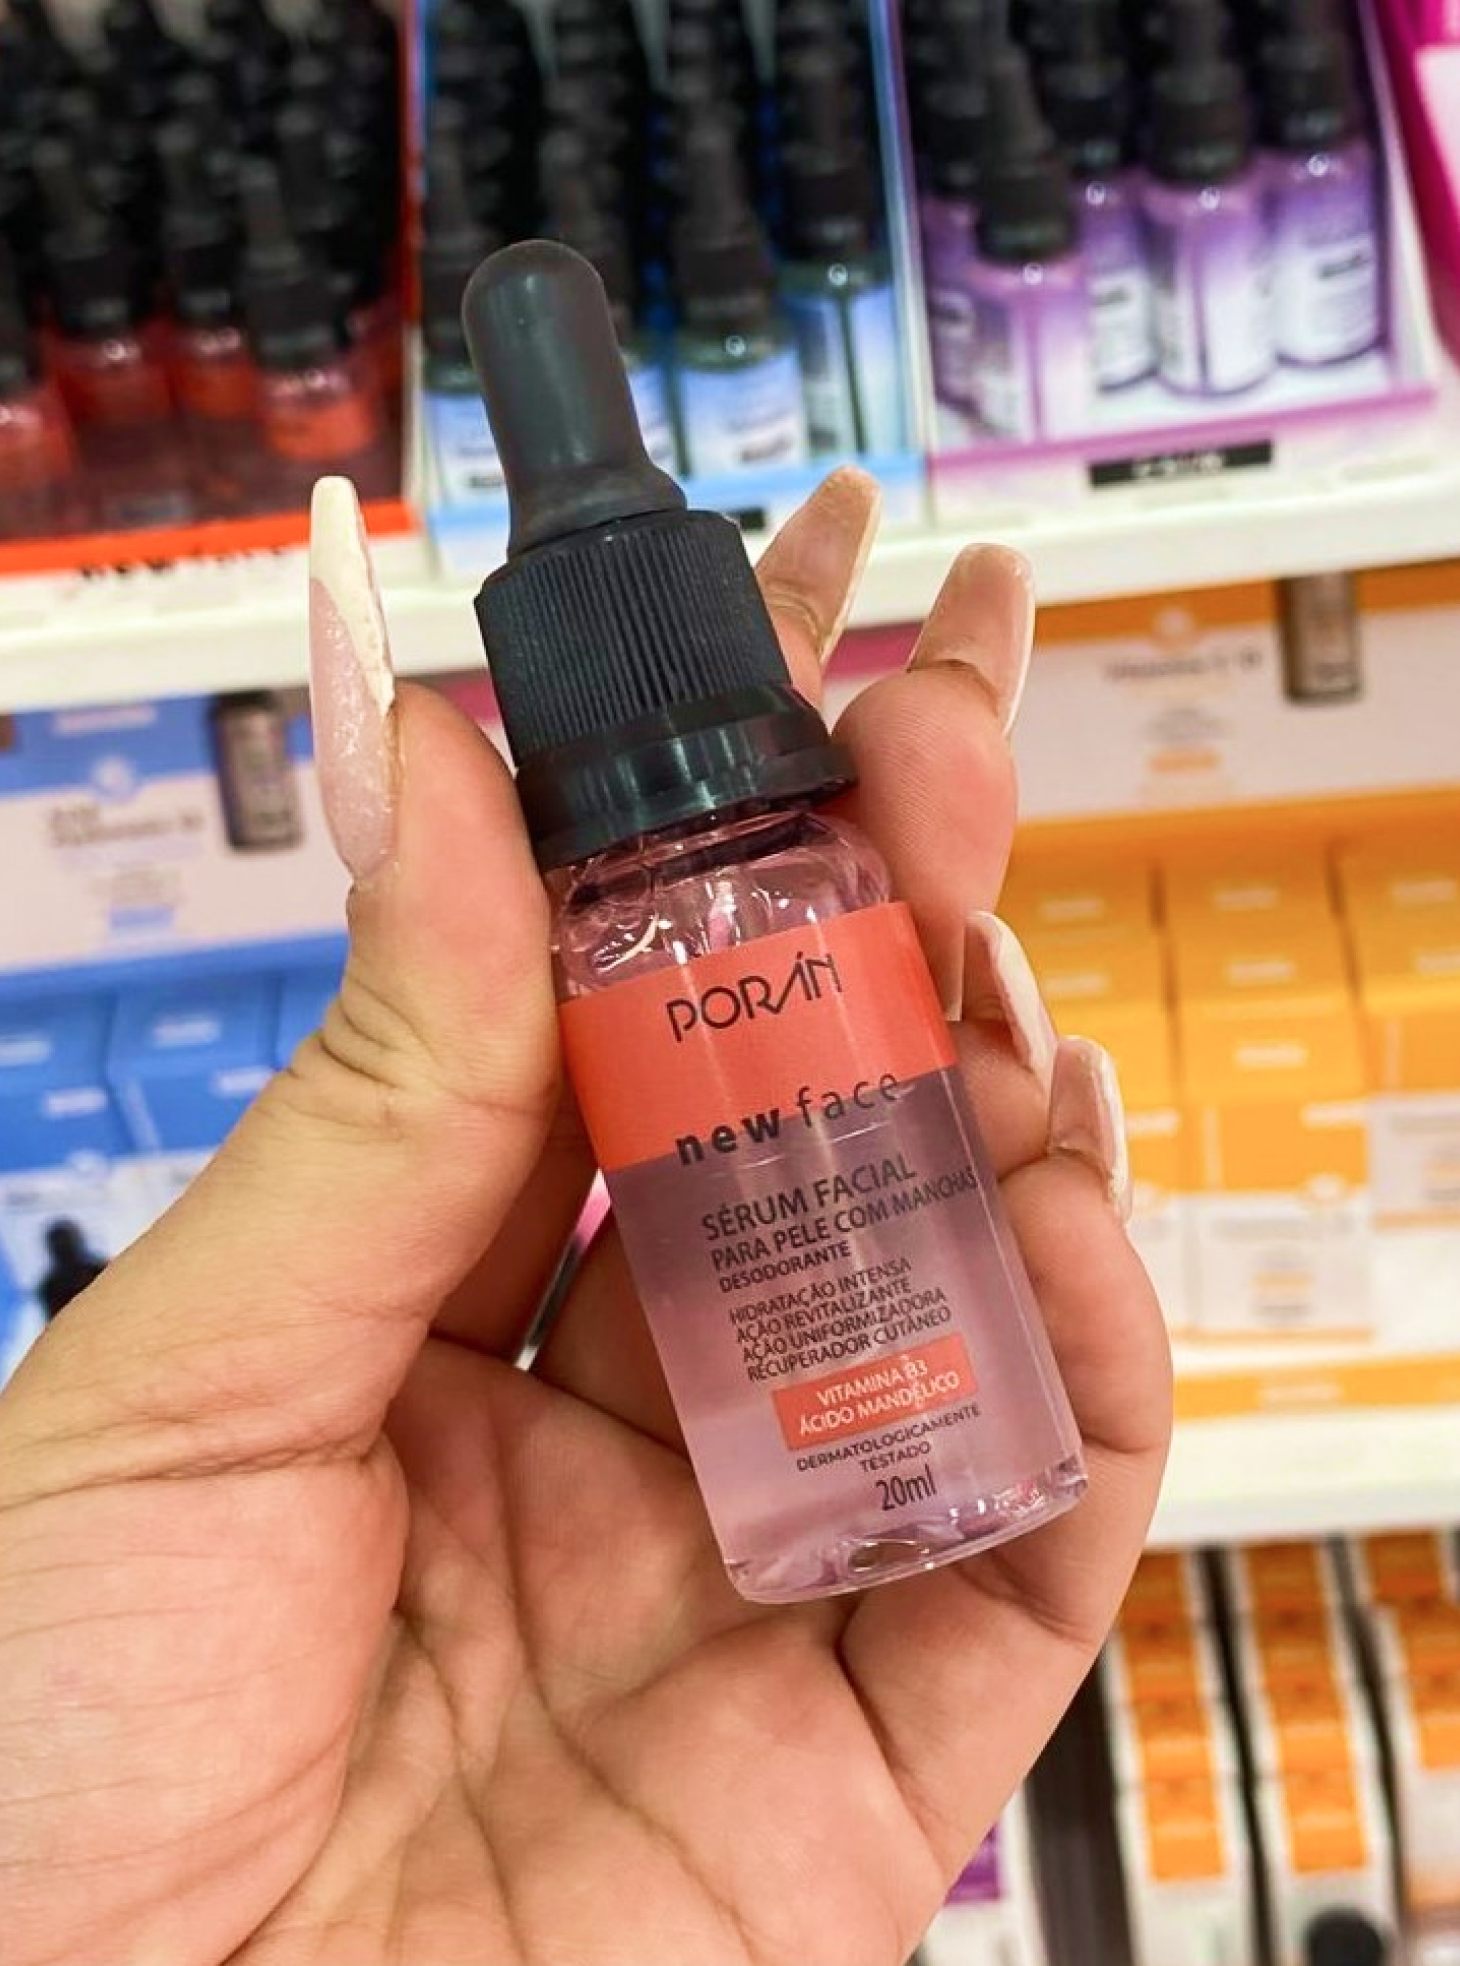 PORÁN
new face
SÉRUM FACIAL
PARA PELE COM MANCHAS
DESODORANTE
HIDRATAÇÃO INTENSA
AÇÃO REVITALIZANTE
AÇÃO UNIFORMIZADORA
RECUPERADOR CUTÂNEO
VITAMINA B3
ÁCIDO MANDÉLICO
DERMATOLOGICAMENTE
TESTADO
20ml